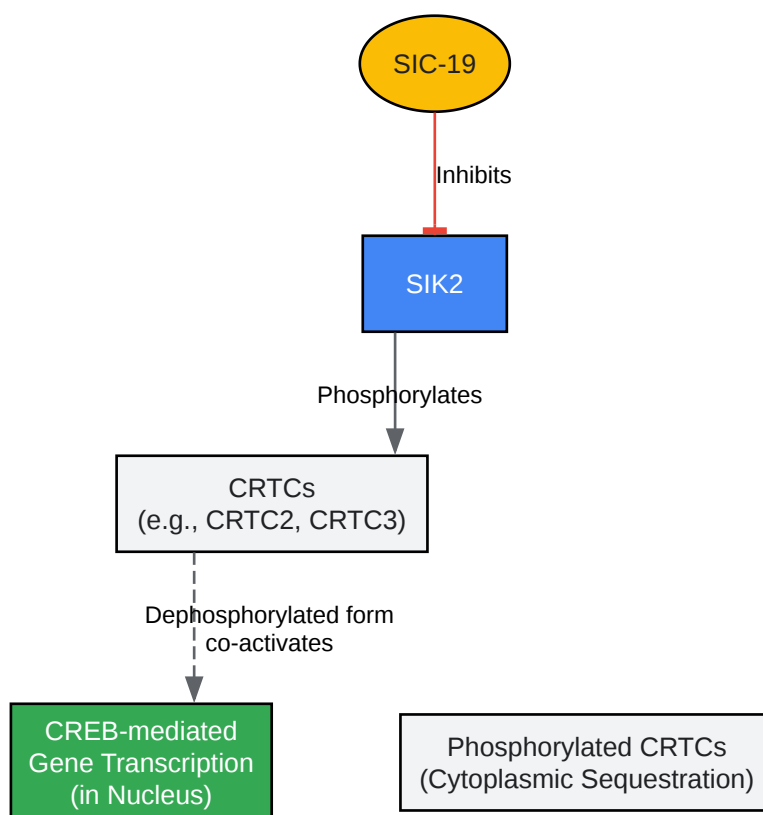 SIC-19
Inhibits
SIK2
Phosphorylates
CRTCs
(e.g., CRTC2, CRTC3)
Dephosphorylated form
co-activates
CREB-mediated
Gene Transcription
(in Nucleus)
Phosphorylated CRTCs
(Cytoplasmic Sequestration)